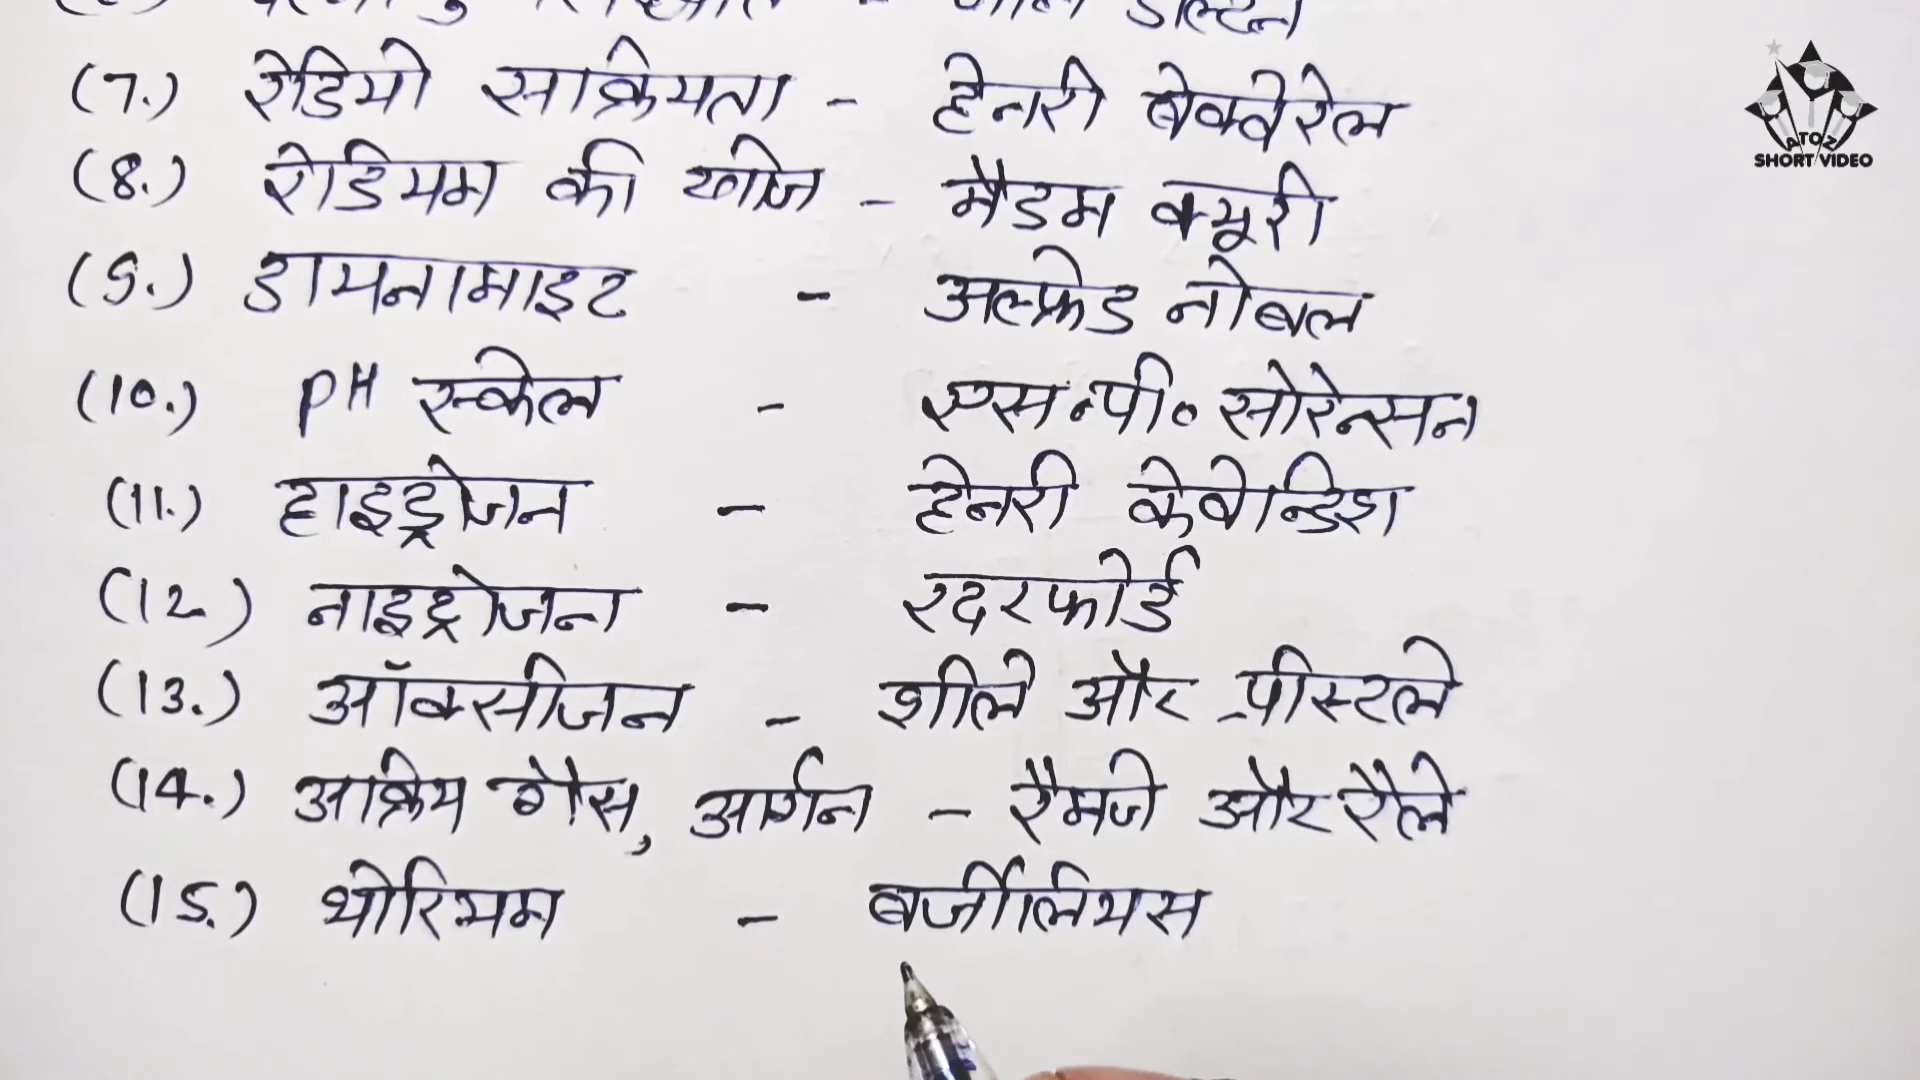 जॉन डाल्टन
(7.) रेडियो सक्रियता - हेनरी बेक्वेरेल
(8.) रेडियम की खोज - मैडम क्यूरी
(9.) डायनामाइट - अल्फ्रेड नोबल
(10.) PH स्केल - एस॰पी॰ सोरेन्सन
(11.) हाइड्रोजन - हेनरी केवेन्डिश
(12.) नाइट्रोजन - रदरफोर्ड
(13.) ऑक्सीजन - शीले और प्रीस्टले
(14.) अक्रिय गैस, आर्गन - रैमजे और रैले
(15.) थोरियम - बर्जीलियस
A TO Z
SHORT VIDEO